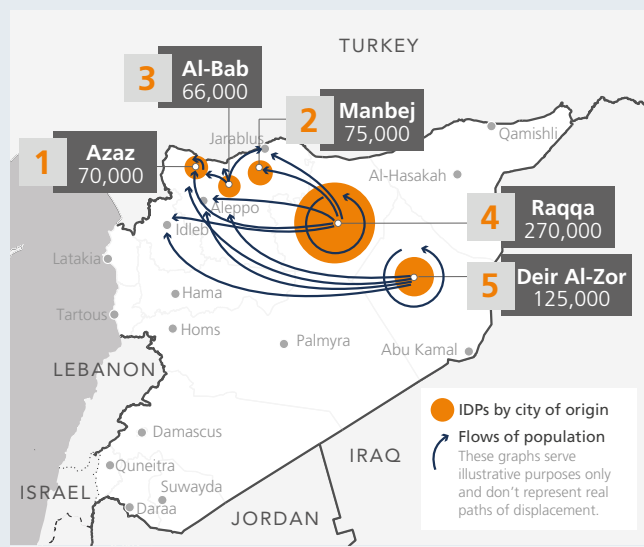 TURKEY
3
Al-Bab
66,000
2
Manbej
75,000
Jarablus
Qamishli
1
Azaz
70,000
Al-Hasakah
Aleppo
Idleb
4
Raqqa
270,000
Latakia
5
Deir Al-Zor
125,000
Hama
Tartous
Homs
Palmyra
Abu Kamal
LEBANON
Damascus
IRAQ
Quneitra
ISRAEL
Suwayda
Daraa
JORDAN
IDPs by city of origin
Flows of population
These graphs serve
illustrative purposes only
and don’t represent real
paths of displacement.